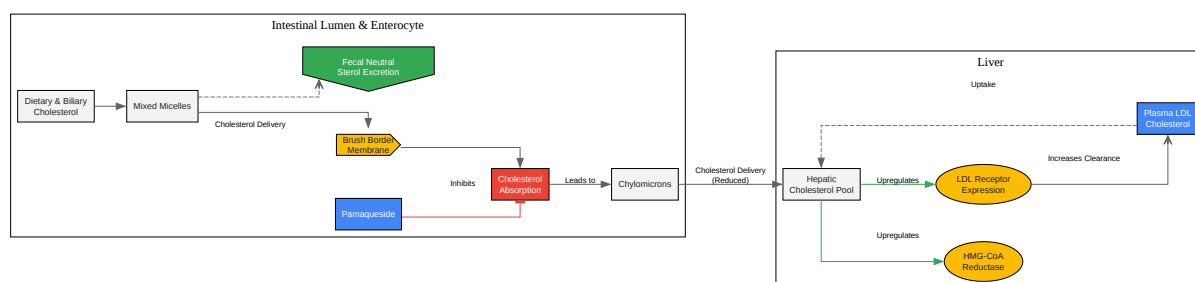 Intestinal Lumen & Enterocyte
Fecal Neutral
Sterol Excretion
Dietary & Biliary
Cholesterol
Mixed Micelles
Cholesterol Delivery
Brush Border
Membrane
Inhibits
Cholesterol
Absorption
Leads to
Chylomicrons
Pamaqueside
Cholesterol Delivery
(Reduced)
Liver
Uptake
Plasma LDL
Cholesterol
Increases Clearance
Hepatic
Cholesterol Pool
Upregulates
LDL Receptor
Expression
Upregulates
HMG-CoA
Reductase